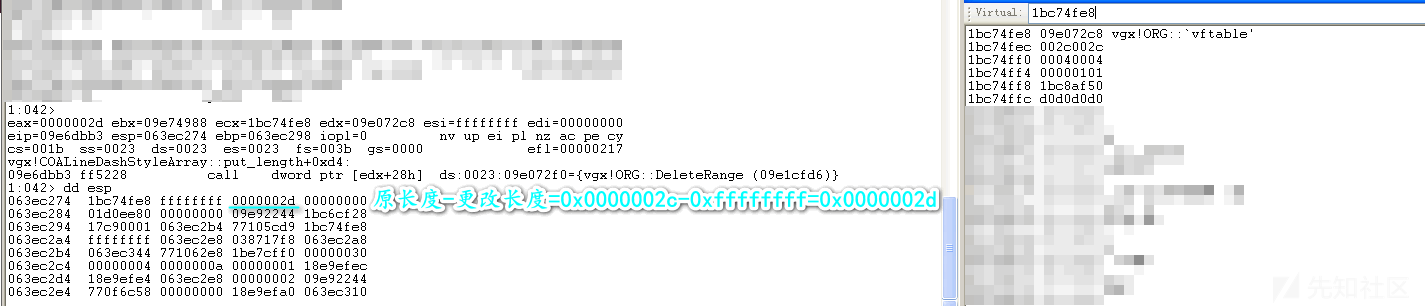 1:042>
eax=0000002d ebx=09e74988 ecx=1bc74fe8 edx=09e072c8 esi=ffffffff edi=00000000
eip=09e6dbb3 esp=063ec274 ebp=063ec298 iopl=0 nv up ei pl nz ac pe cy
cs=001b ss=0023 ds=0023 es=0023 fs=003b gs=0000 efl=00000217
vgx!COALineDashStyleArray::put_length+0xd4:
09e6dbb3 ff5228 call dword ptr [edx+28h] ds:0023:09e072f0={vgx!ORG::DeleteRange (09e1cfd6)}
1:042> dd esp
063ec274 1bc74fe8 ffffffff 0000002d 00000000
原长度-更改长度=0x0000002c-0xffffffff=0x0000002d
063ec284 01d0ee80 00000000 09e92244 1bc6cf28
063ec294 17c90001 063ec2b4 77105cd9 1bc74fe8
063ec2a4 ffffffff 063ec2e8 038717f8 063ec2a8
063ec2b4 063ec344 771062e8 1be7cff0 00000030
063ec2c4 00000004 0000000a 00000001 18e9efec
063ec2d4 18e9efe4 063ec2e8 00000002 09e92244
063ec2e4 770f6c58 00000000 18e9efa0 063ec310
Virtual: 1bc74fe8
1bc74fe8 09e072c8 vgx!ORG::`vftable'
1bc74fec 002c002c
1bc74ff0 00040004
1bc74ff4 00000101
1bc74ff8 1bc8af50
1bc74ffc d0d0d0d0
先知社区